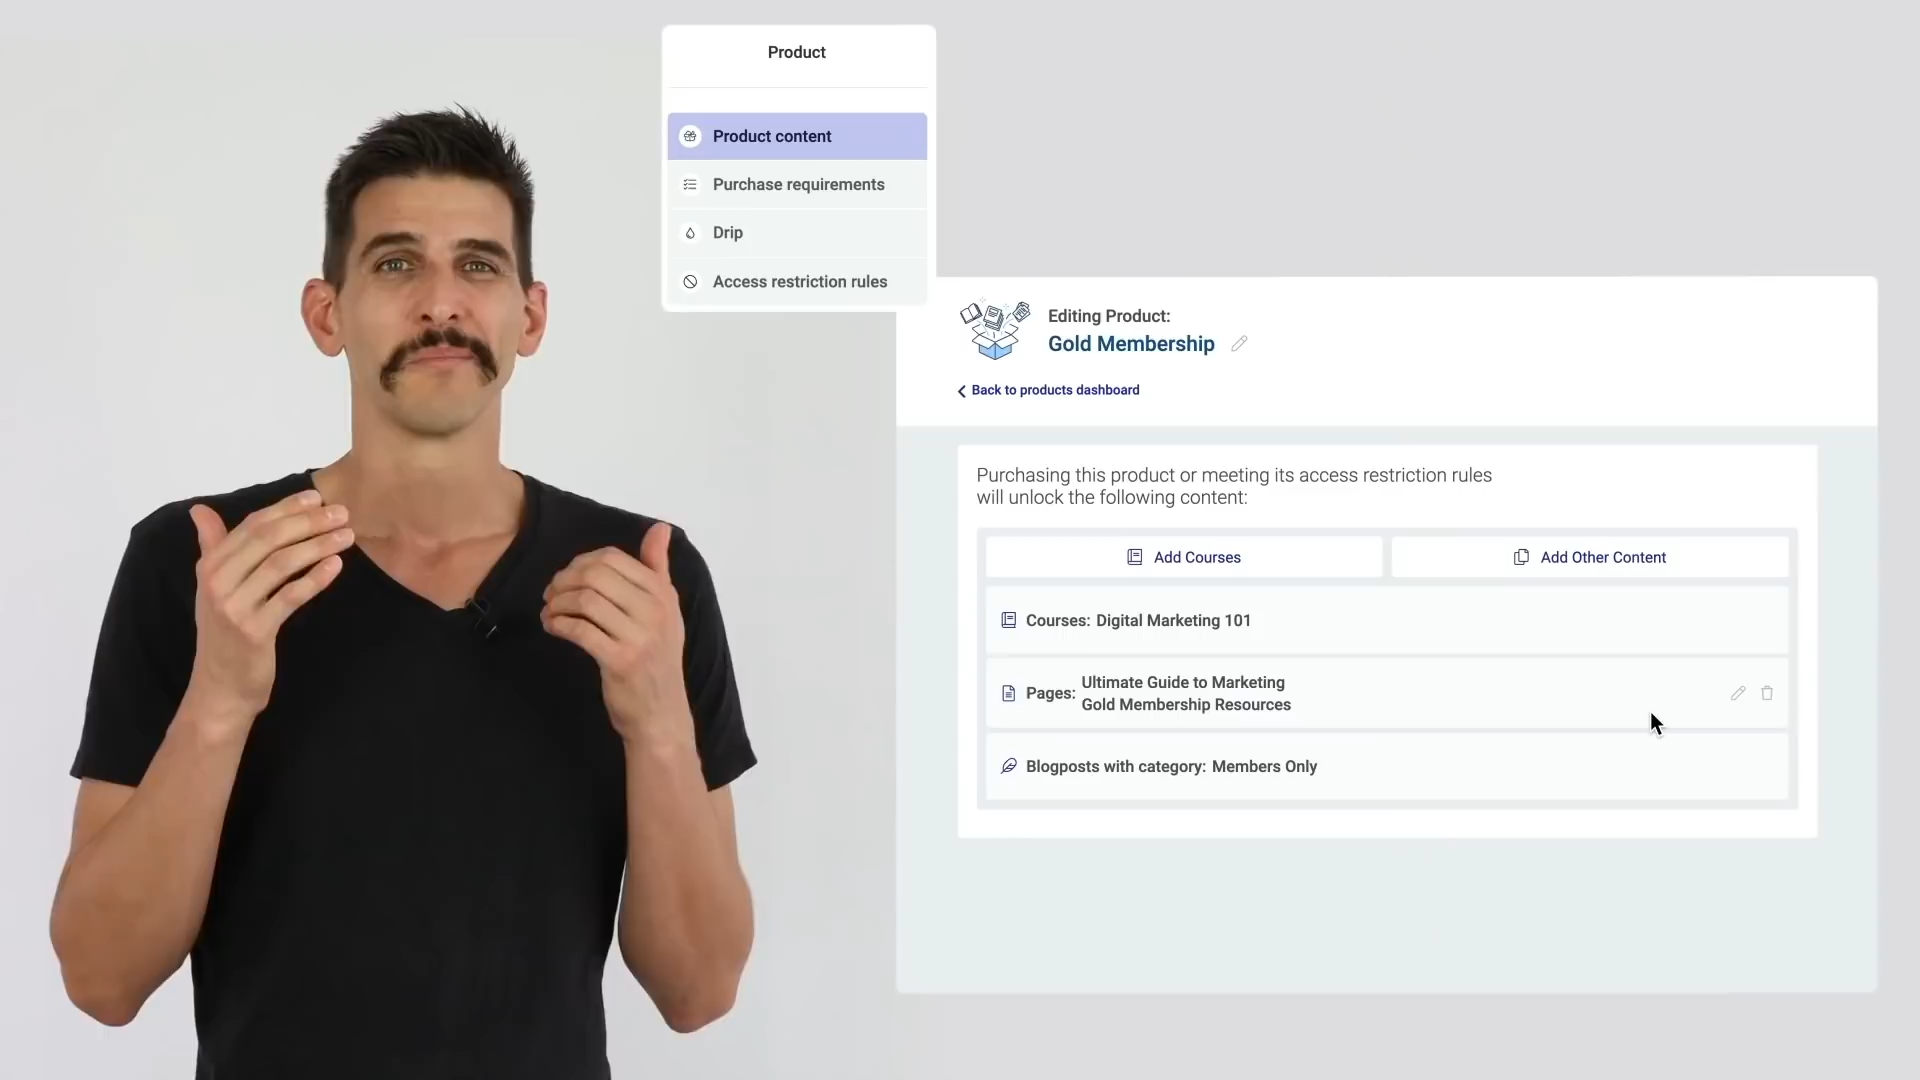 Product
Product content
Purchase requirements
Drip
Access restriction rules
Editing Product:
Gold Membership
Back to products dashboard
Purchasing this product or meeting its access restriction rules
will unlock the following content:
Add Courses
Add Other Content
Courses: Digital Marketing 101
Pages: Ultimate Guide to Marketing
Gold Membership Resources
Blogposts with category: Members Only